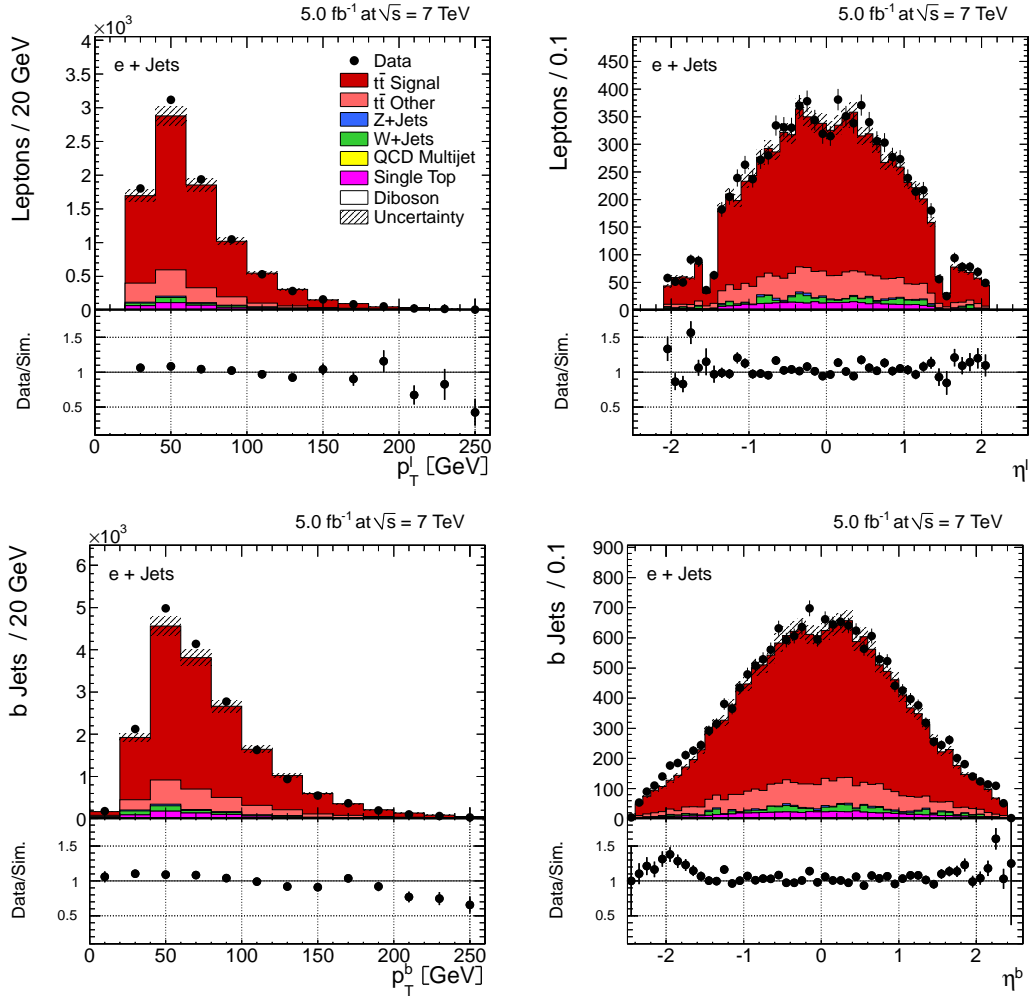 5.0 fb⁻¹ at √s = 7 TeV
×10³
Leptons / 20 GeV
e + Jets
Data
tt̄ Signal
tt̄ Other
Z+Jets
W+Jets
QCD Multijet
Single Top
Diboson
Uncertainty
4
3.5
3
2.5
2
1.5
1
0.5
0
Data/Sim.
1.5
1
0.5
0 50 100 150 200 250
p_T^l [GeV]
5.0 fb⁻¹ at √s = 7 TeV
Leptons / 0.1
e + Jets
450
400
350
300
250
200
150
100
50
0
Data/Sim.
1.5
1
0.5
-2 -1 0 1 2
η^l
5.0 fb⁻¹ at √s = 7 TeV
×10³
b Jets / 20 GeV
e + Jets
6
5
4
3
2
1
0
Data/Sim.
1.5
1
0.5
0 50 100 150 200 250
p_T^b [GeV]
5.0 fb⁻¹ at √s = 7 TeV
b Jets / 0.1
e + Jets
900
800
700
600
500
400
300
200
100
0
Data/Sim.
1.5
1
0.5
-2 -1 0 1 2
η^b